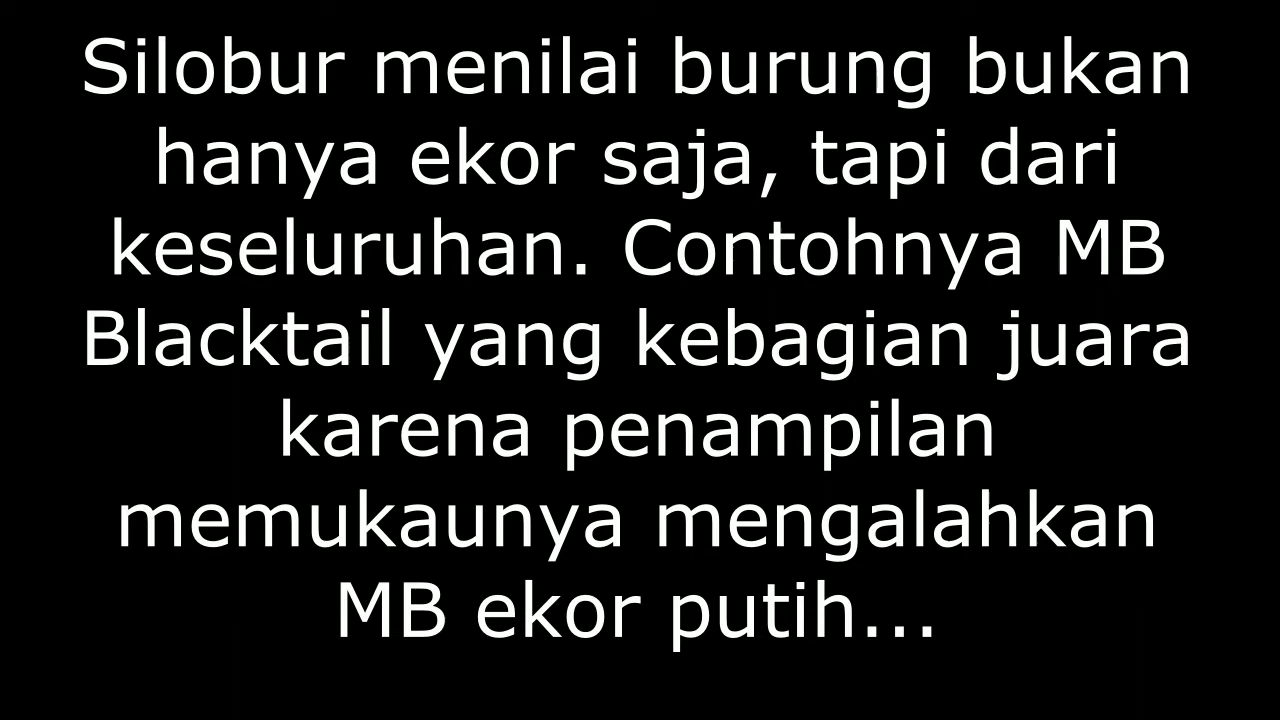 Silobur menilai burung bukan
hanya ekor saja, tapi dari
keseluruhan. Contohnya MB
Blacktail yang kebagian juara
karena penampilan
memukaunya mengalahkan
MB ekor putih...